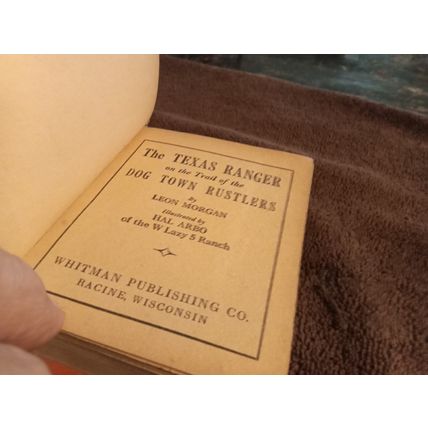 The TEXAS RANGER
on the Trail of the
DOG TOWN RUSTLERS
By
LEON MORGAN
Illustrated by
HAL ARBO
of the W Lazy 5 Ranch
WHITMAN PUBLISHING CO.
RACINE, WISCONSIN